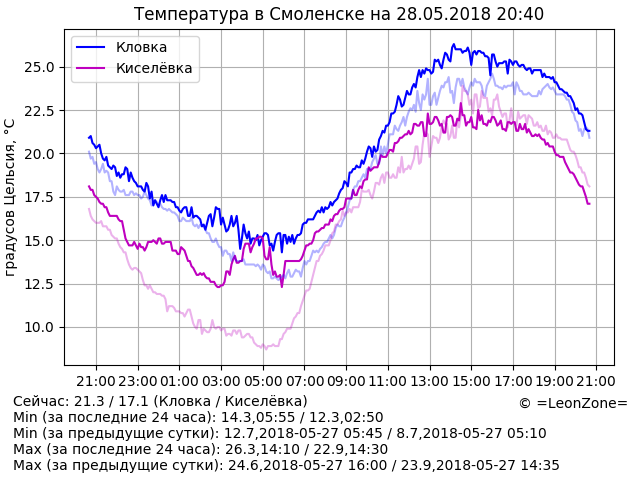 Температура в Смоленске на 28.05.2018 20:40
Кловка
Киселёвка
градусов Цельсия, °C
25.0
22.5
20.0
17.5
15.0
12.5
10.0
21:00 23:00 01:00 03:00 05:00 07:00 09:00 11:00 13:00 15:00 17:00 19:00 21:00
Сейчас: 21.3 / 17.1 (Кловка / Киселёвка)
© =LeonZone=
Min (за последние 24 часа): 14.3,05:55 / 12.3,02:50
Min (за предыдущие сутки): 12.7,2018-05-27 05:45 / 8.7,2018-05-27 05:10
Max (за последние 24 часа): 26.3,14:10 / 22.9,14:30
Max (за предыдущие сутки): 24.6,2018-05-27 16:00 / 23.9,2018-05-27 14:35